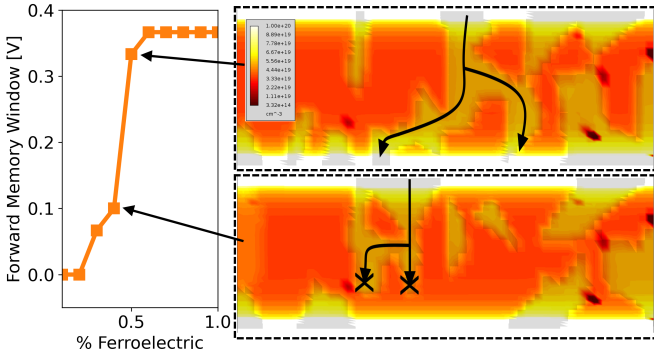 Forward Memory Window [V]
0.4
0.3
0.2
0.1
0.0
0.5
1.0
% Ferroelectric
1.00e+20
8.89e+19
7.78e+19
6.67e+19
5.56e+19
4.44e+19
3.33e+19
2.22e+19
1.11e+19
3.32e+14
cm^-3